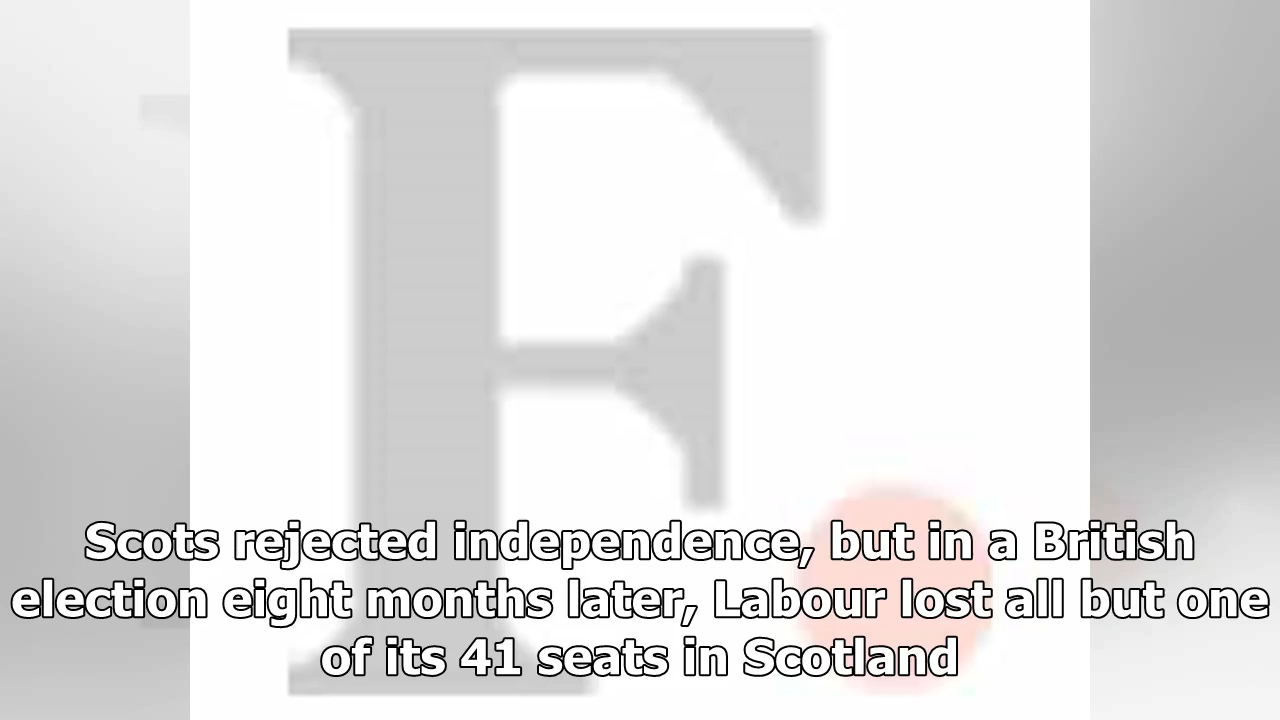 F
Scots rejected independence, but in a British
election eight months later, Labour lost all but one
of its 41 seats in Scotland